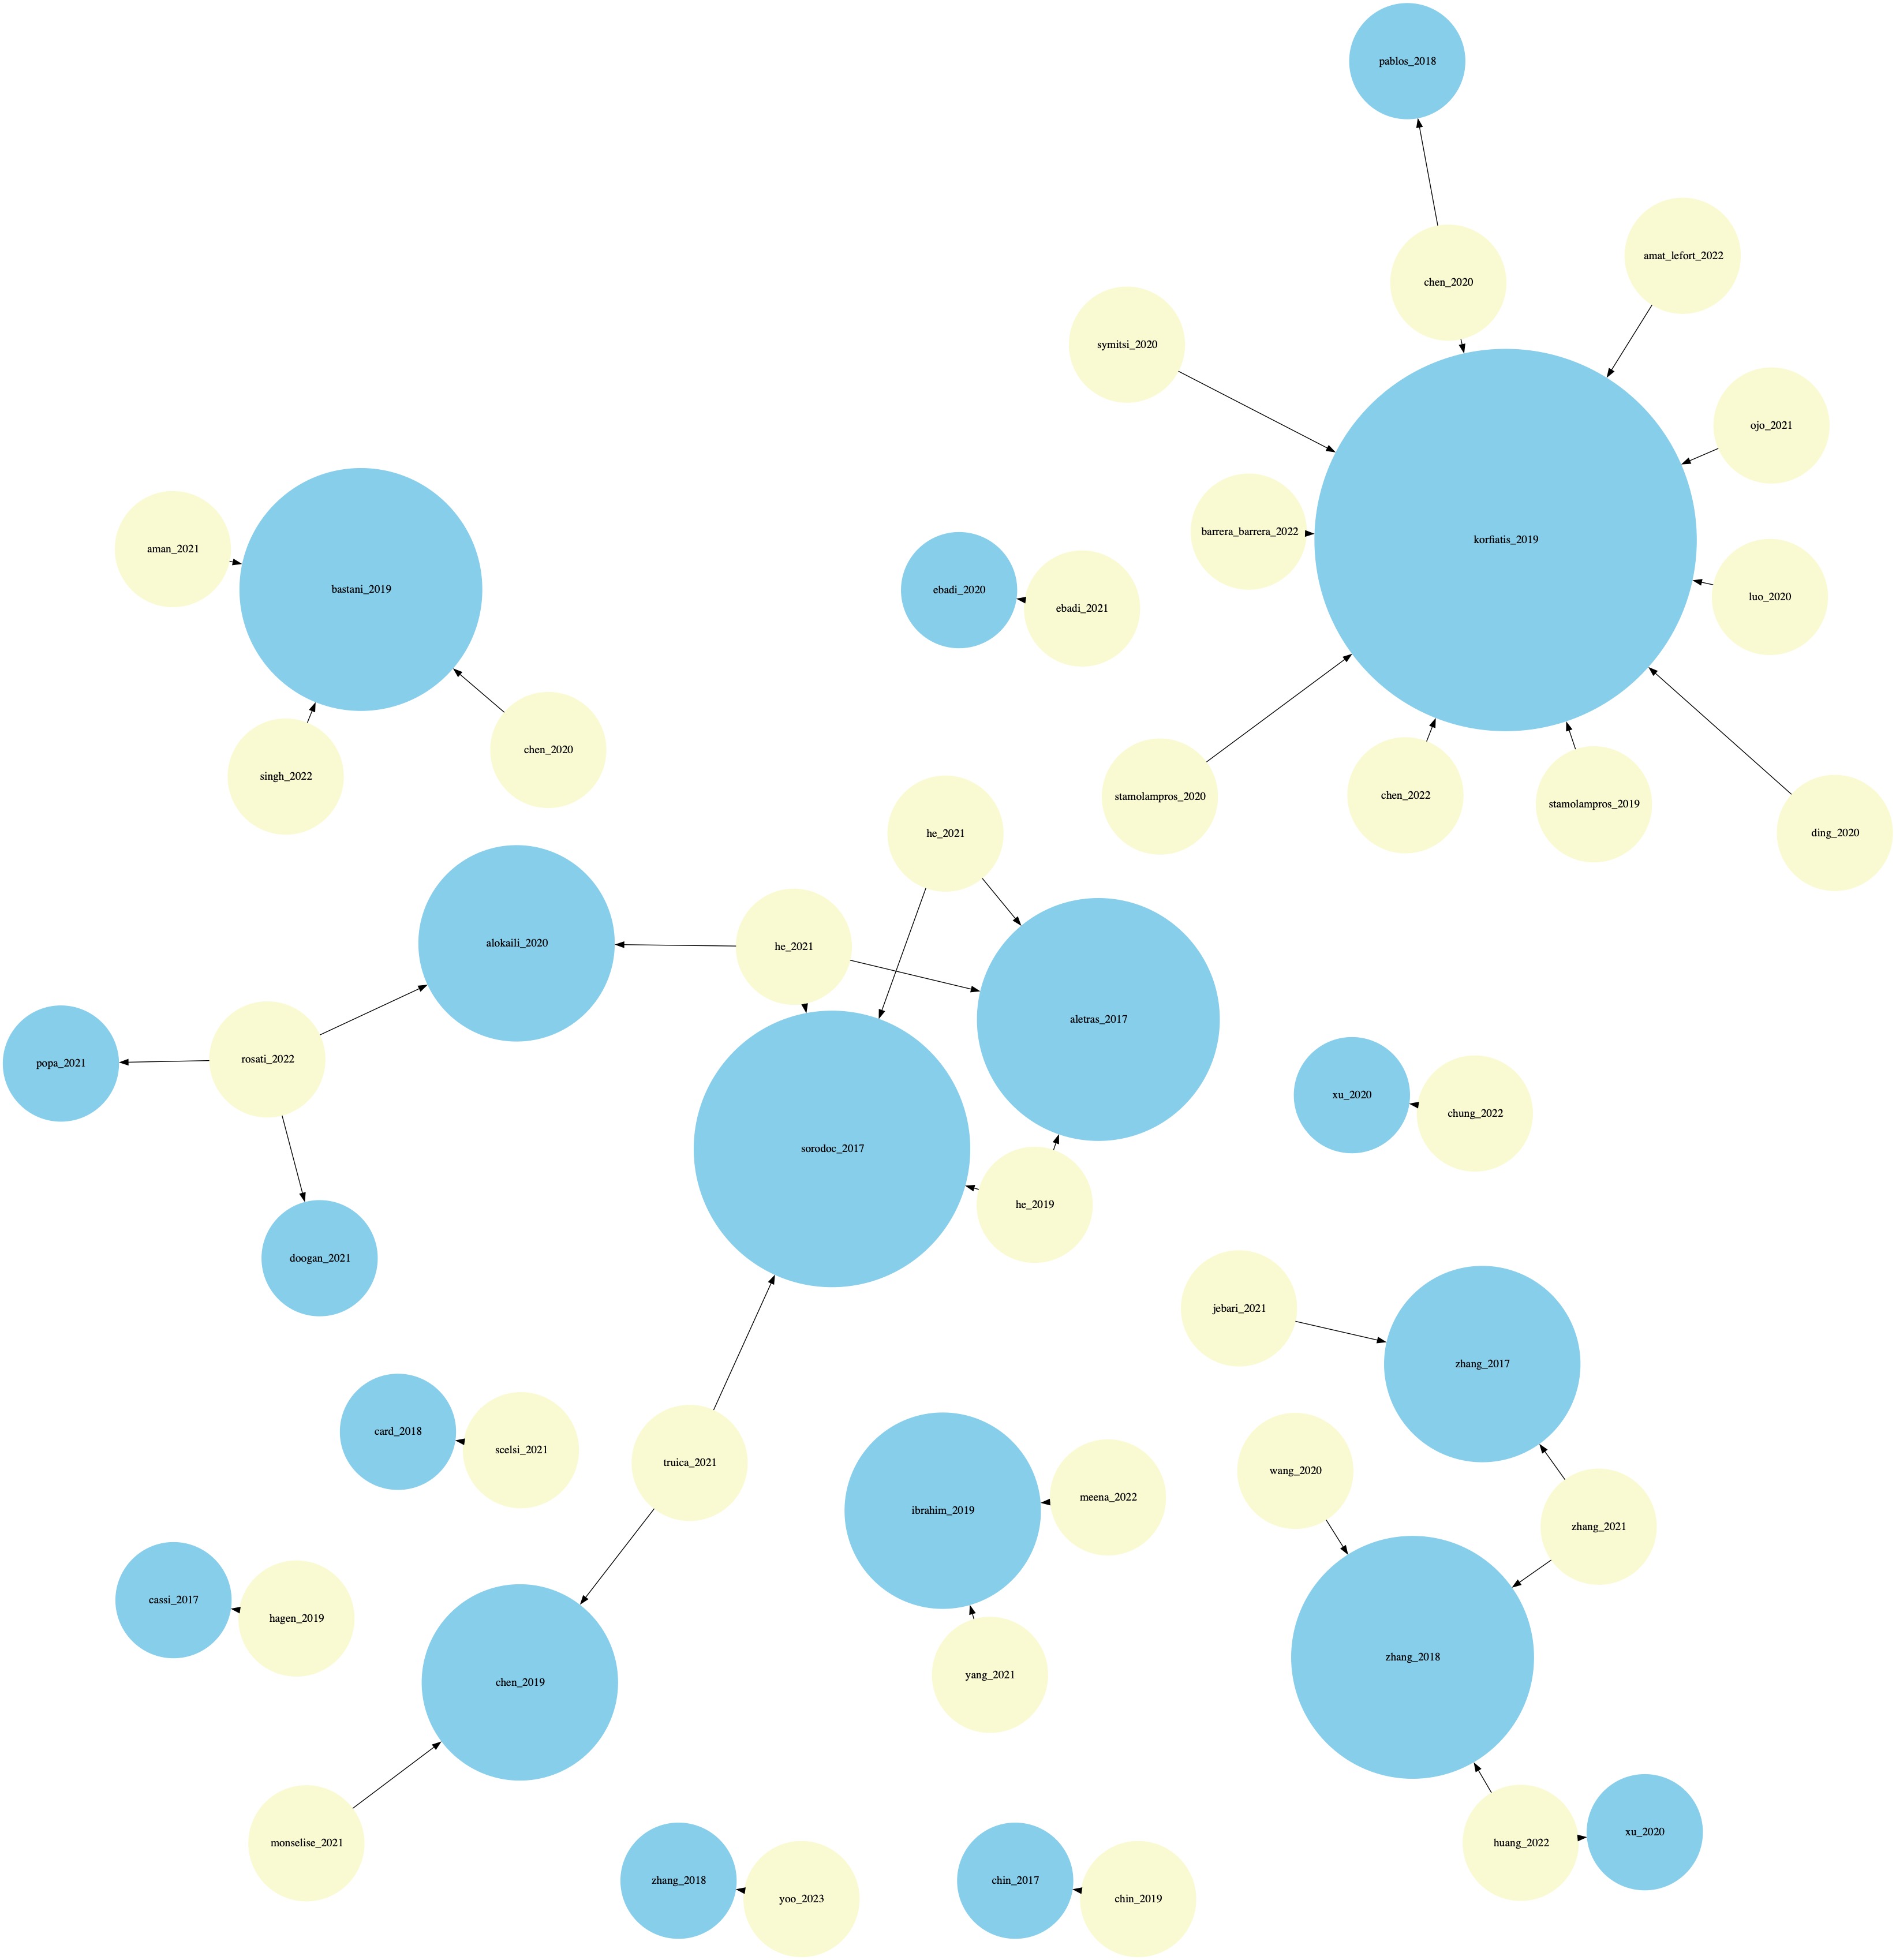 pablos_2018
amat_lefort_2022
chen_2020
symitsi_2020
ojo_2021
barrera_barrera_2022
korfiatis_2019
aman_2021
bastani_2019
ebadi_2020
ebadi_2021
luo_2020
chen_2020
singh_2022
stamolampros_2020
chen_2022
stamolampros_2019
ding_2020
he_2021
alokaili_2020
he_2021
aletras_2017
popa_2021
rosati_2022
xu_2020
chung_2022
sorodoc_2017
he_2019
doogan_2021
jebari_2021
zhang_2017
card_2018
scelsi_2021
truica_2021
wang_2020
ibrahim_2019
meena_2022
zhang_2021
cassi_2017
hagen_2019
zhang_2018
yang_2021
chen_2019
monselise_2021
huang_2022
xu_2020
zhang_2018
yoo_2023
chin_2017
chin_2019